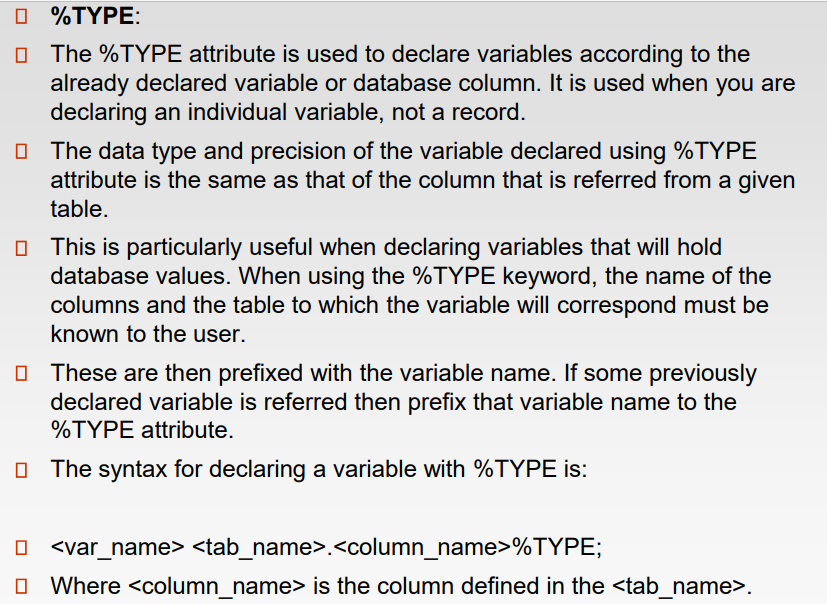 %TYPE:
The %TYPE attribute is used to declare variables according to the
already declared variable or database column. It is used when you are
declaring an individual variable, not a record.
The data type and precision of the variable declared using %TYPE
attribute is the same as that of the column that is referred from a given
table.
This is particularly useful when declaring variables that will hold
database values. When using the %TYPE keyword, the name of the
columns and the table to which the variable will correspond must be
known to the user.
These are then prefixed with the variable name. If some previously
declared variable is referred then prefix that variable name to the
%TYPE attribute.
The syntax for declaring a variable with %TYPE is:
<var_name> <tab_name>.<column_name>%TYPE;
Where <column_name> is the column defined in the <tab_name>.